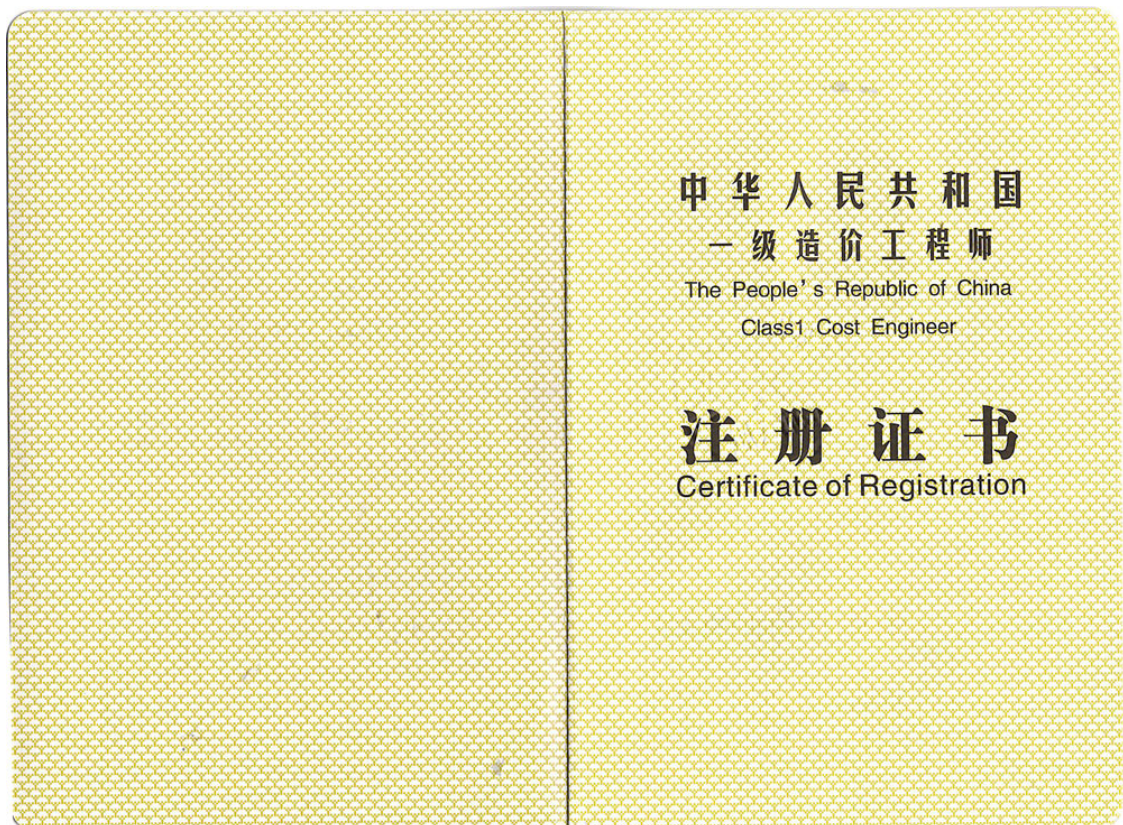 中华人民共和国
一级造价工程师
The People's Republic of China
Class1 Cost Engineer
注册证书
Certificate of Registration